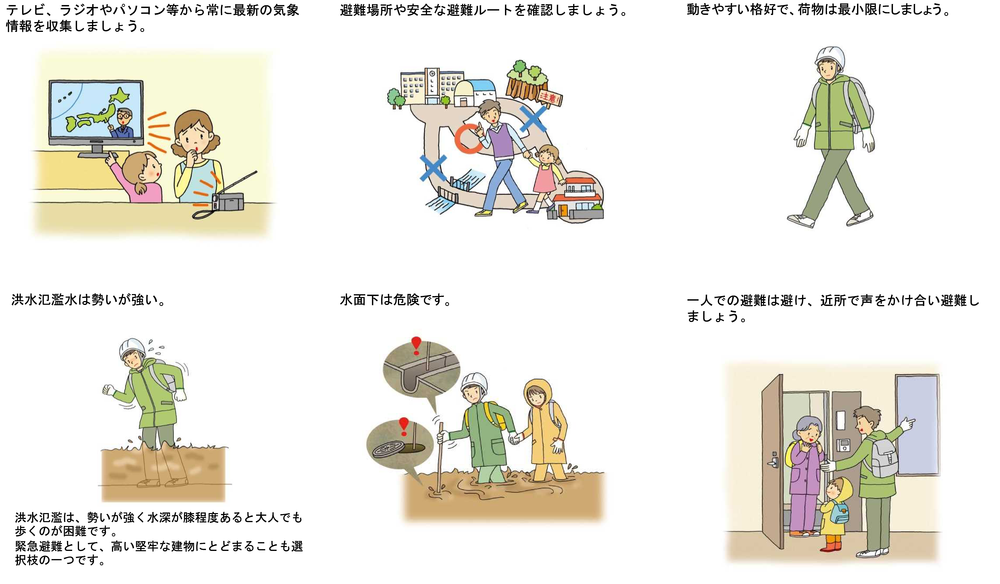 テレビ、ラジオやパソコン等から常に最新の気象
情報を収集しましょう。
避難場所や安全な避難ルートを確認しましょう。
注意!
動きやすい格好で、荷物は最小限にしましょう。
洪水氾濫水は勢いが強い。
洪水氾濫は、勢いが強く水深が膝程度あると大人でも
歩くのが困難です。
緊急避難として、高い堅牢な建物にとどまることも選
択枝の一つです。
水面下は危険です。
一人での避難は避け、近所で声をかけ合い避難し
ましょう。